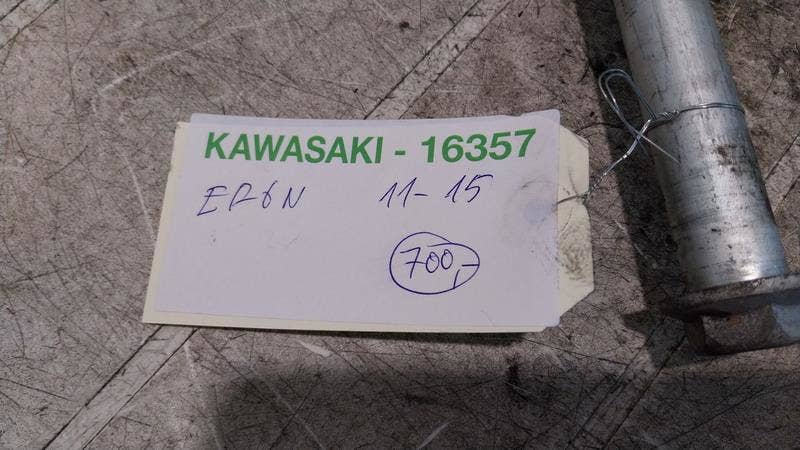 KAWASAKI - 16357
ER6N 11-15
700,-